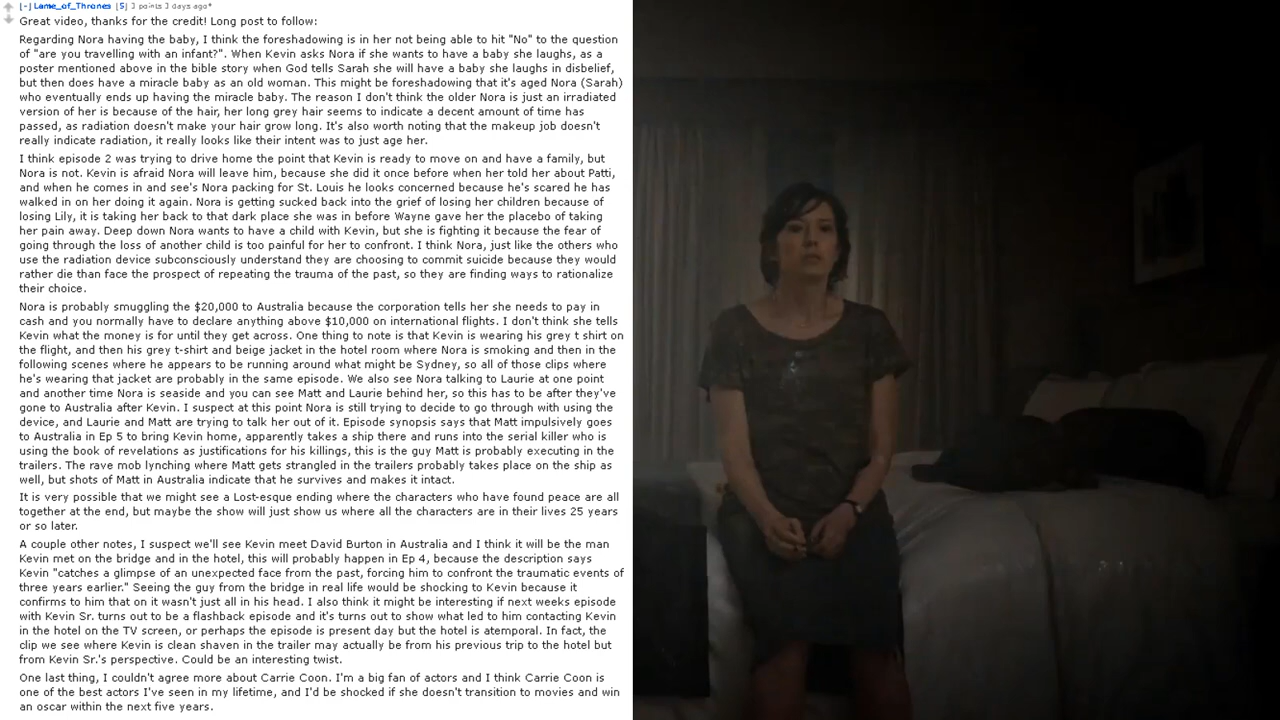 [-] Lame_of_Thrones [S] 3 points 3 days ago*
Great video, thanks for the credit! Long post to follow:
Regarding Nora having the baby, I think the foreshadowing is in her not being able to hit "No" to the question
of "are you travelling with an infant?". When Kevin asks Nora if she wants to have a baby she laughs, as a
poster mentioned above in the bible story when God tells Sarah she will have a baby she laughs in disbelief,
but then does have a miracle baby as an old woman. This might be foreshadowing that it's aged Nora (Sarah)
who eventually ends up having the miracle baby. The reason I don't think the older Nora is just an irradiated
version of her is because of the hair, her long grey hair seems to indicate a decent amount of time has
passed, as radiation doesn't make your hair grow long. It's also worth noting that the makeup job doesn't
really indicate radiation, it really looks like their intent was to just age her.
I think episode 2 was trying to drive home the point that Kevin is ready to move on and have a family, but
Nora is not. Kevin is afraid Nora will leave him, because she did it once before when her told her about Patti,
and when he comes in and see's Nora packing for St. Louis he looks concerned because he's scared he has
walked in on her doing it again. Nora is getting sucked back into the grief of losing her children because of
losing Lily, it is taking her back to that dark place she was in before Wayne gave her the placebo of taking
her pain away. Deep down Nora wants to have a child with Kevin, but she is fighting it because the fear of
going through the loss of another child is too painful for her to confront. I think Nora, just like the others who
use the radiation device subconsciously understand they are choosing to commit suicide because they would
rather die than face the prospect of repeating the trauma of the past, so they are finding ways to rationalize
their choice.
Nora is probably smuggling the $20,000 to Australia because the corporation tells her she needs to pay in
cash and you normally have to declare anything above $10,000 on international flights. I don't think she tells
Kevin what the money is for until they get across. One thing to note is that Kevin is wearing his grey t shirt on
the flight, and then his grey t-shirt and beige jacket in the hotel room where Nora is smoking and then in the
following scenes where he appears to be running around what might be Sydney, so all of those clips where
he's wearing that jacket are probably in the same episode. We also see Nora talking to Laurie at one point
and another time Nora is seaside and you can see Matt and Laurie behind her, so this has to be after they've
gone to Australia after Kevin. I suspect at this point Nora is still trying to decide to go through with using the
device, and Laurie and Matt are trying to talk her out of it. Episode synopsis says that Matt impulsively goes
to Australia in Ep 5 to bring Kevin home, apparently takes a ship there and runs into the serial killer who is
using the book of revelations as justifications for his killings, this is the guy Matt is probably executing in the
trailers. The rave mob lynching where Matt gets strangled in the trailers probably takes place on the ship as
well, but shots of Matt in Australia indicate that he survives and makes it intact.
It is very possible that we might see a Lost-esque ending where the characters who have found peace are all
together at the end, but maybe the show will just show us where all the characters are in their lives 25 years
or so later.
A couple other notes, I suspect we'll see Kevin meet David Burton in Australia and I think it will be the man
Kevin met on the bridge and in the hotel, this will probably happen in Ep 4, because the description says
Kevin "catches a glimpse of an unexpected face from the past, forcing him to confront the traumatic events of
three years earlier." Seeing the guy from the bridge in real life would be shocking to Kevin because it
confirms to him that on it wasn't just all in his head. I also think it might be interesting if next weeks episode
with Kevin Sr. turns out to be a flashback episode and it's turns out to show what led to him contacting Kevin
in the hotel on the TV screen, or perhaps the episode is present day but the hotel is atemporal. In fact, the
clip we see where Kevin is clean shaven in the trailer may actually be from his previous trip to the hotel but
from Kevin Sr.'s perspective. Could be an interesting twist.
One last thing, I couldn't agree more about Carrie Coon. I'm a big fan of actors and I think Carrie Coon is
one of the best actors I've seen in my lifetime, and I'd be shocked if she doesn't transition to movies and win
an oscar within the next five years.